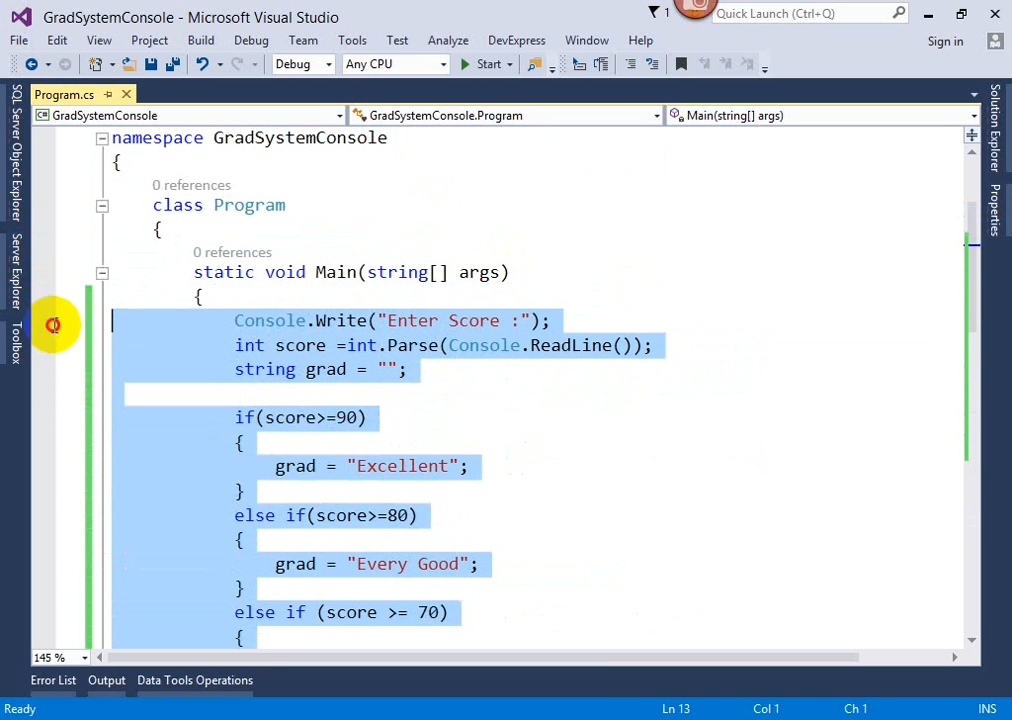 GradSystemConsole - Microsoft Visual Studio
1
Quick Launch (Ctrl+Q)
File Edit View Project Build Debug Team Tools Test Analyze DevExpress Window Help
Sign in
Debug Any CPU Start
Program.cs
GradSystemConsole GradSystemConsole.Program Main(string[] args)
SQL Server Object Explorer
Server Explorer
Toolbox
Solution Explorer
Properties
namespace GradSystemConsole
{
0 references
class Program
{
0 references
static void Main(string[] args)
{
Console.Write("Enter Score :");
int score =int.Parse(Console.ReadLine());
string grad = "";
if(score>=90)
{
grad = "Excellent";
}
else if(score>=80)
{
grad = "Every Good";
}
else if (score >= 70)
{
145 %
Error List Output Data Tools Operations
Ready Ln 13 Col 1 Ch 1 INS